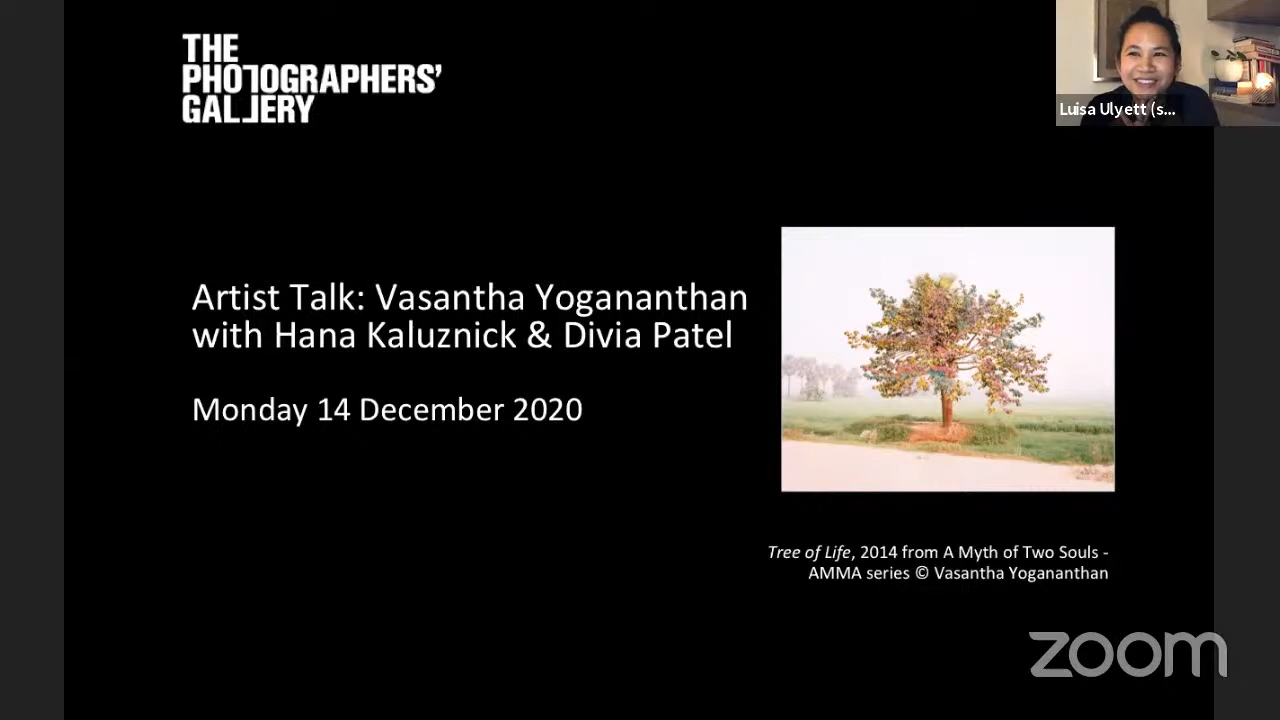 THE
PHOTOGRAPHERS'
GALLERY
Luisa Ulyett (s...
Artist Talk: Vasantha Yogananthan
with Hana Kaluznick & Divia Patel
Monday 14 December 2020
Tree of Life, 2014 from A Myth of Two Souls -
AMMA series © Vasantha Yogananthan
zoom